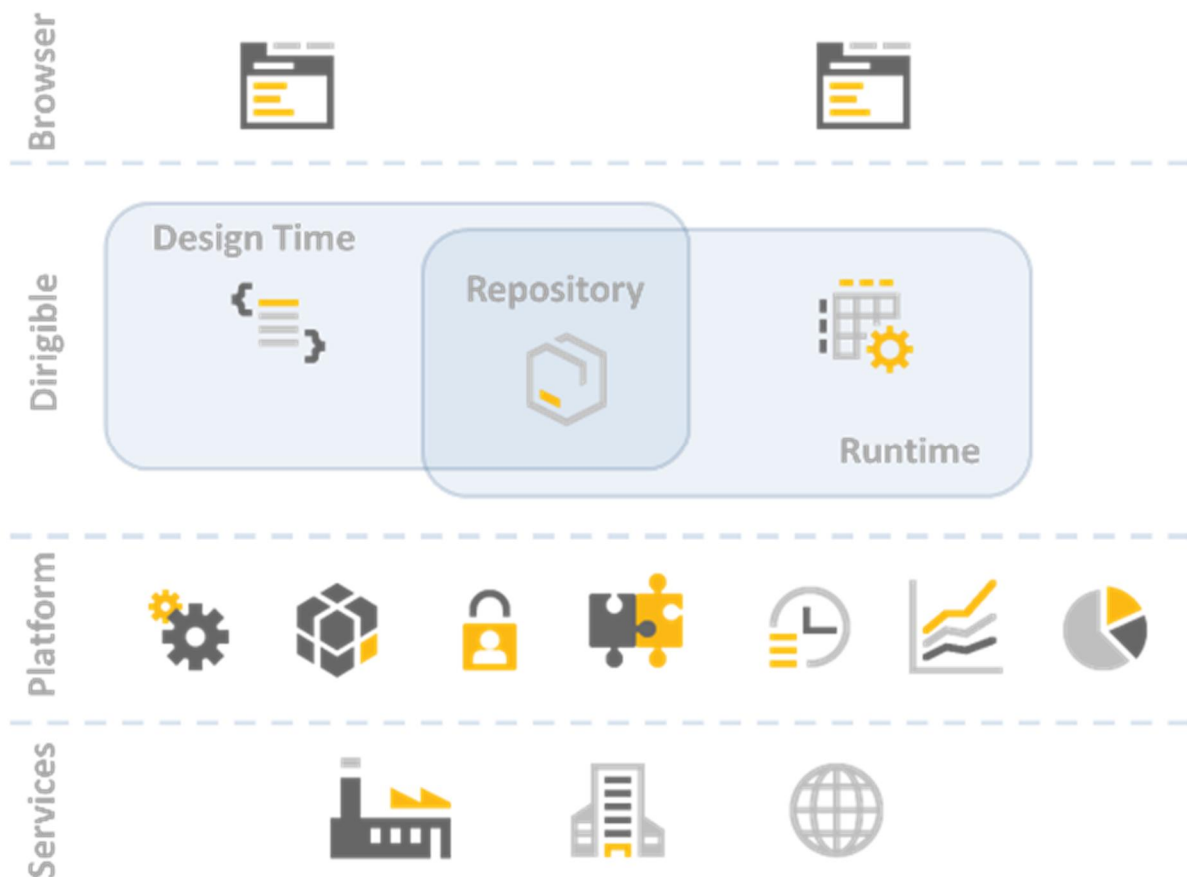 Browser
Dirigible
Design Time
Repository
Runtime
Platform
Services